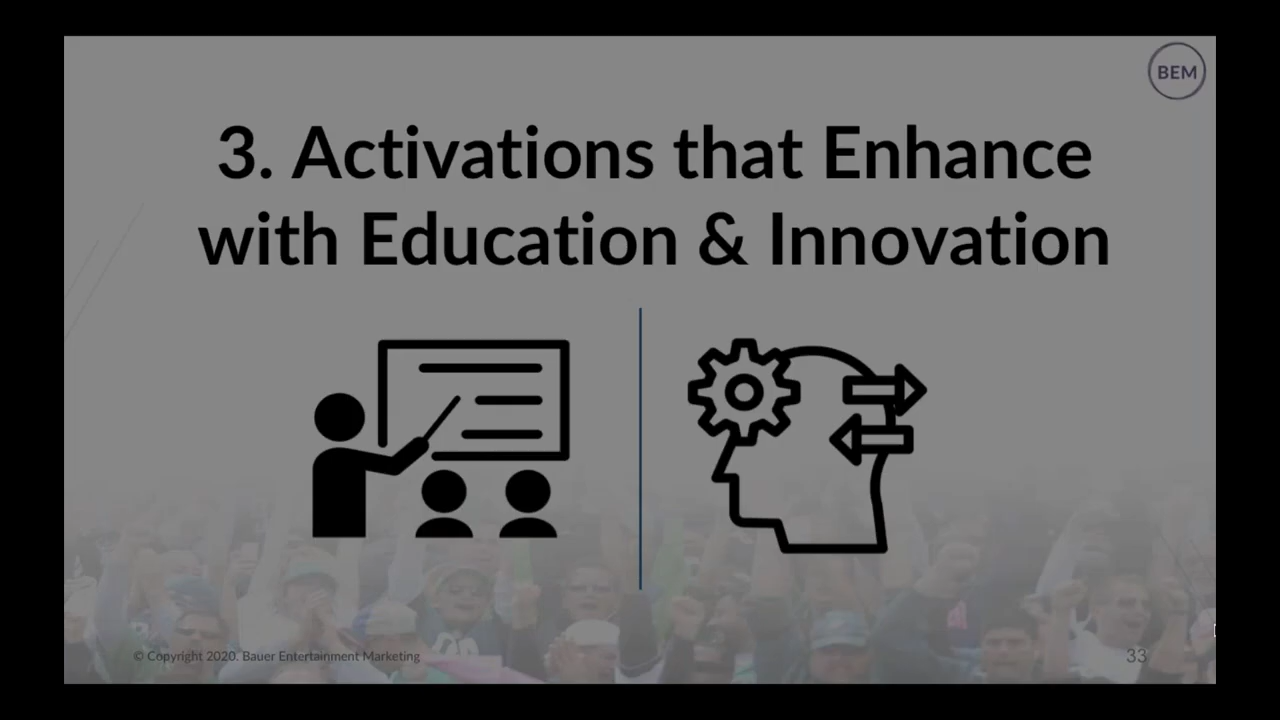 BEM
3. Activations that Enhance
with Education & Innovation
© Copyright 2020. Bauer Entertainment Marketing
33